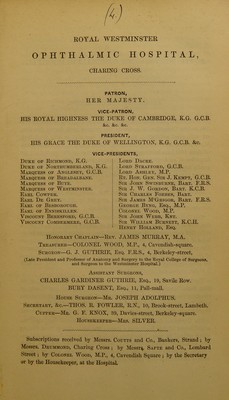 (4)
ROYAL WESTMINSTER
OPHTHALMIC HOSPITAL,
CHARING CROSS.
PATRON,
HER MAJESTY.
VICE-PATRON,
HIS ROYAL HIGHNESS THE DUKE OF CAMBRIDGE, K.G. G.C.B
&c. &c. &c.
PRESIDENT,
HIS GRACE THE DUKE OF WELLINGTON, K.G. G.C.B. &c.
VICE-PRESIDENTS,
DUKE OF RICHMOND, K.G.
DUKE OF NORTHUMBERLAND, K.G.
MARQUESS OF ANGLESEY, G.C.B.
MARQUESS OF BREADALBANE.
MARQUESS OF BUTE.
MARQUESS OF WESTMINSTER.
EARL COWPER.
EARL DE GREY.
EARL OF BESBOROUGH.
EARL OF ENNISKILLEN.
VISCOUNT BERESFORD, G.C.B.
VISCOUNT COMBERMERE, G.C.B.
LORD DACRE.
LORD STRAFFORD, G.C.B.
LORD ASHLEY, M.P.
RT. HON. GEN. SIR J. KEMPT, G.C.B.
SIR JOHN SWINBURNE, BART. F.R.S.
SIR J. W. GORDON, BART. K.C.B.
SIR CHARLES FORBES, BART.
SIR JAMES M'GREGOR, BART. F.R.S.
GEORGE BYNG, ESQ., M.P.
COLONEL WOOD, M.P.
SIR JOHN WEBB, KNT.
SIR WILLIAM BURNETT, K.C.H.
HENRY HOLLAND, ESQ.
HONORARY CHAPLAIN—REV. JAMES MURRAY, M.A.
TREASURER—COLONEL WOOD, M.P., 4, Cavendish-square.
SURGEON—G. J. GUTHRIE, ESQ. F.R.S., 4, Berkeley-street,
(Late President and Professor of Anatomy and Surgery to the Royal College of Surgeons,
and Surgeon to the Westminster Hospital.)
ASSISTANT SURGEONS,
CHARLES GARDINER GUTHRIE, ESQ., 19, Savile Row.
BURY DASENT, ESQ., 11, Pall-mall.
HOUSE SURGEON—MR. JOSEPH ADOLPHUS.
SECRETARY, &c.—THOS. R. FOWLER, R.N., 10, Brook-street, Lambeth.
CUTTER—MR. G. F. KNOX, 98, Davies-street, Berkeley-square.
HOUSEKEEPER—MRS. SILVER.
Subscriptions received by Messrs. COUTTS and Co., Bankers, Strand; by
Messrs. DRUMMOND, Charing Cross; by Messrs. SAPTE and Co., Lombard
Street; by COLONEL WOOD, M.P., 4, Cavendish Square; by the Secretary
or by the Housekeeper, at the Hospital.